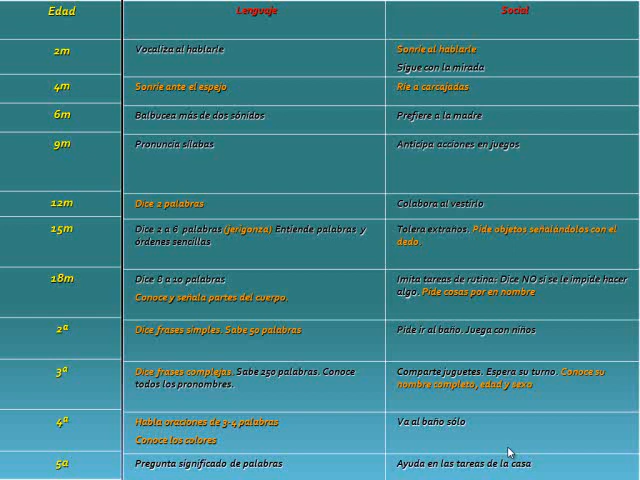 Edad Lenguaje Social
2m Vocaliza al hablarle Sonríe al hablarle
Sigue con la mirada
4m Sonríe ante el espejo Ríe a carcajadas
6m Balbucea más de dos sónidos Prefiere a la madre
9m Pronuncia sílabas Anticipa acciones en juegos
12m Dice 2 palabras Colabora al vestirlo
15m Dice 2 a 6 palabras (jerigonza) Entiende palabras y Tolera extraños. Pide objetos señalándolos con el
órdenes sencillas dedo.
18m Dice 8 a 10 palabras Imita tareas de rutina: Dice NO si se le impide hacer
Conoce y señala partes del cuerpo. algo. Pide cosas por en nombre
2ª Dice frases simples. Sabe 50 palabras Pide ir al baño. Juega con niños
3ª Dice frases complejas. Sabe 250 palabras. Conoce Comparte juguetes. Espera su turno. Conoce su
todos los pronombres. nombre completo, edad y sexo
4ª Habla oraciones de 3-4 palabras Va al baño sólo
Conoce los colores
5a Pregunta significado de palabras Ayuda en las tareas de la casa